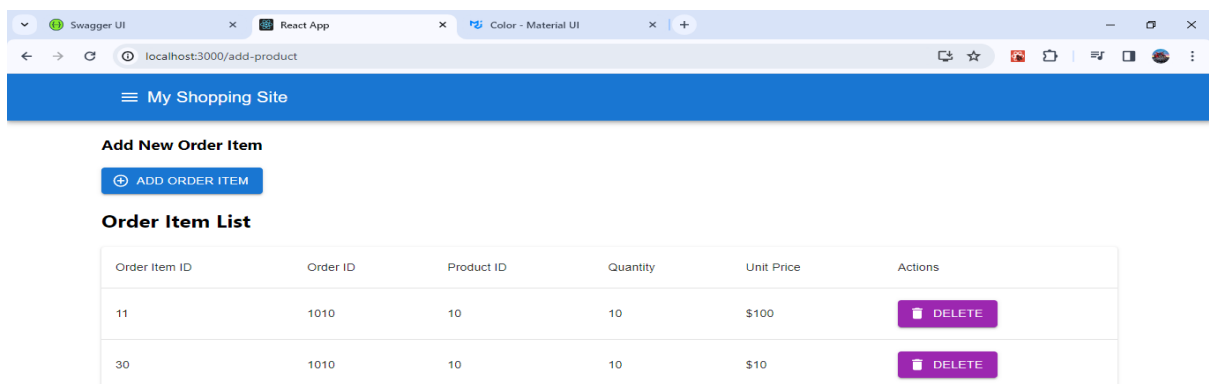 Swagger UI React App Color - Material UI
localhost:3000/add-product
My Shopping Site
Add New Order Item
ADD ORDER ITEM
Order Item List
Order Item ID Order ID Product ID Quantity Unit Price Actions
11 1010 10 10 $100 DELETE
30 1010 10 10 $10 DELETE